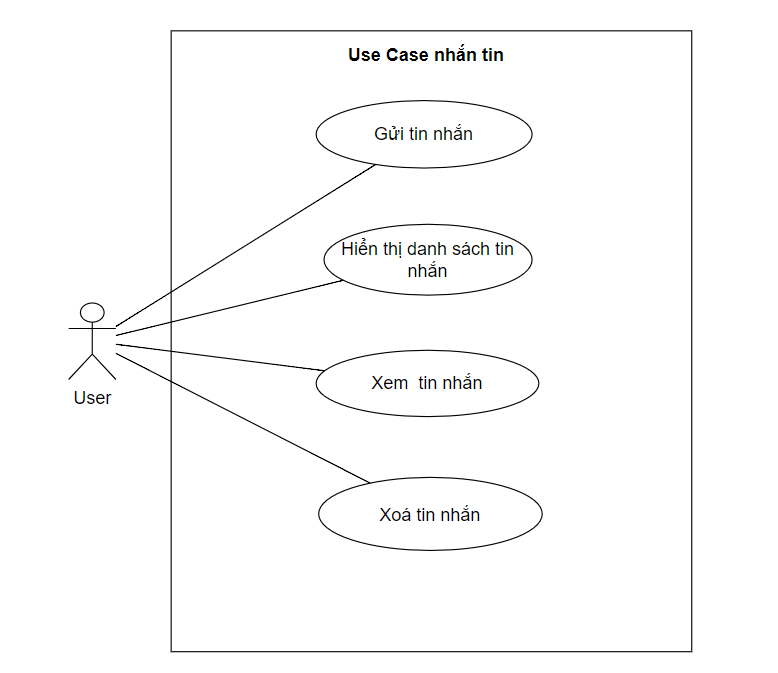 Use Case nhắn tin
Gửi tin nhắn
Hiển thị danh sách tin
nhắn
Xem  tin nhắn
User
Xoá tin nhắn